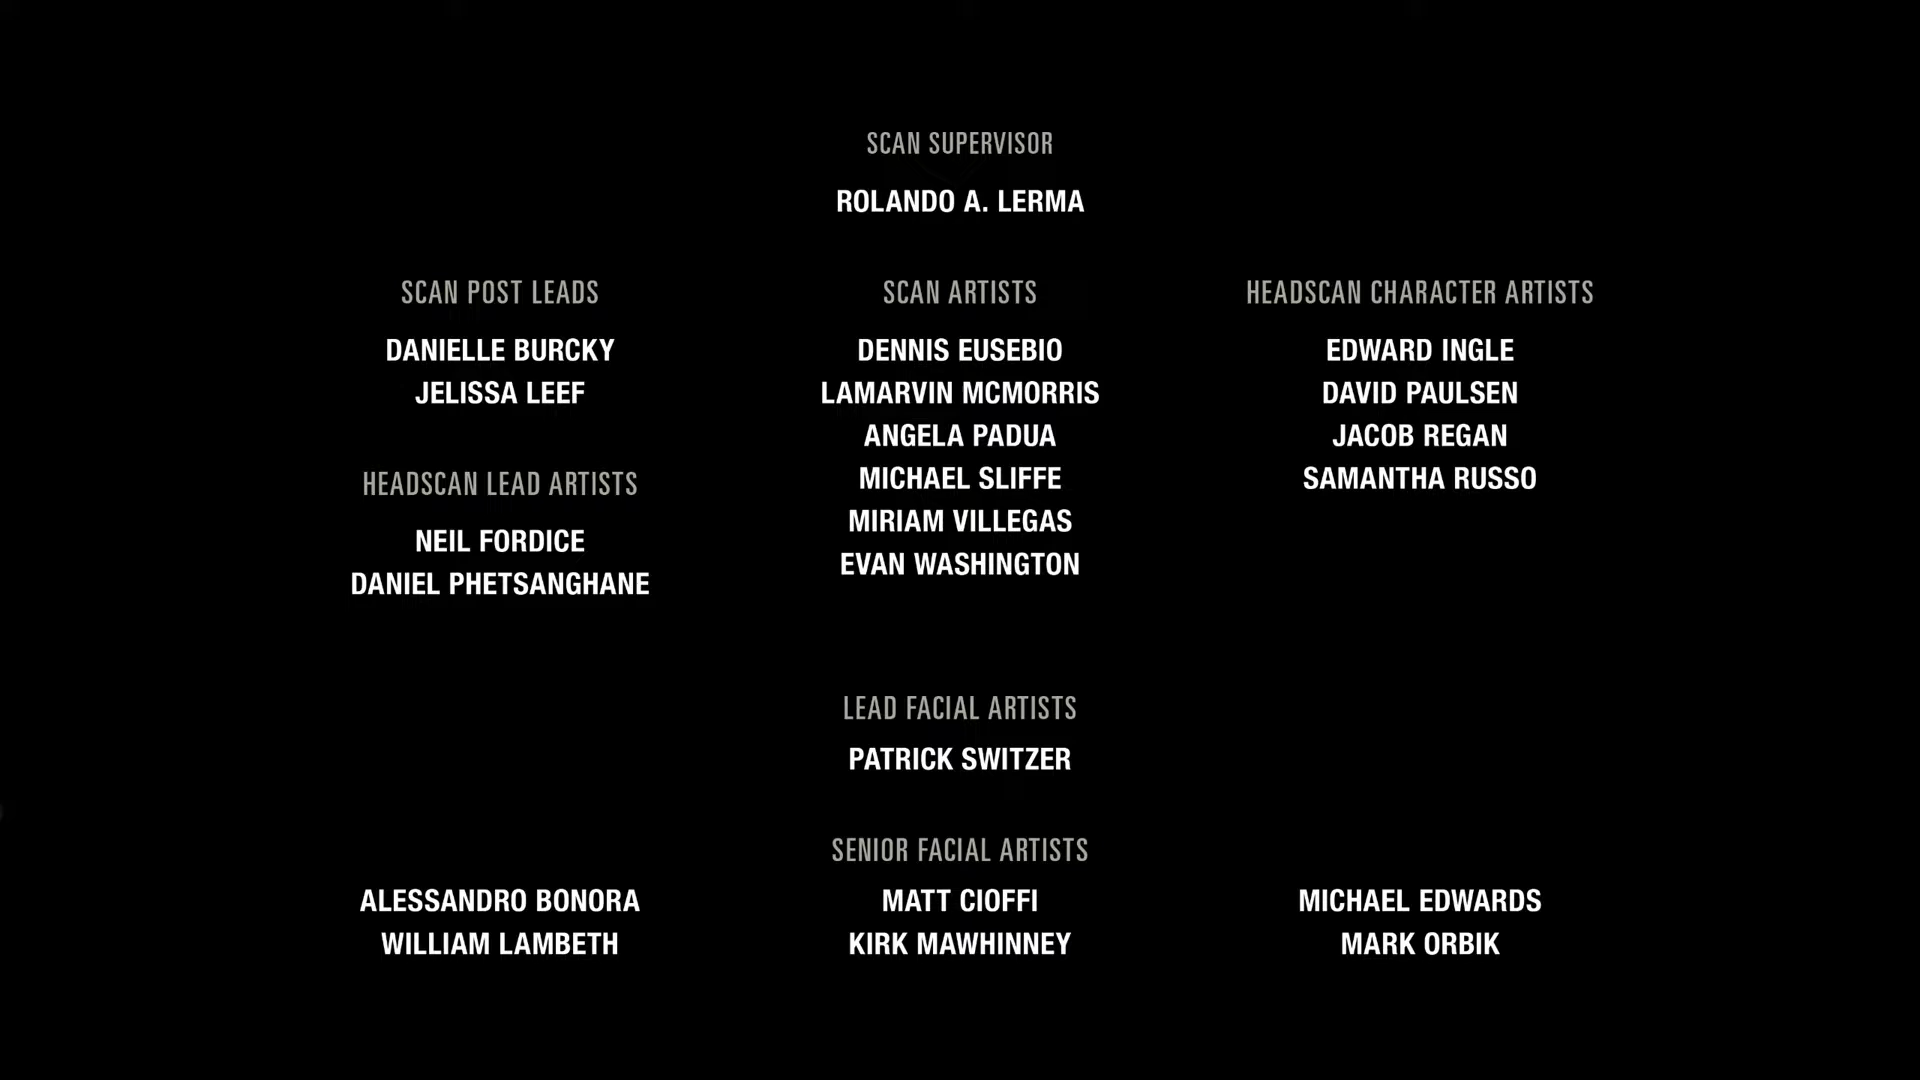 SCAN SUPERVISOR
ROLANDO A. LERMA
SCAN POST LEADS
DANIELLE BURCKY
JELISSA LEEF
HEADSCAN LEAD ARTISTS
NEIL FORDICE
DANIEL PHETSANGHANE
SCAN ARTISTS
DENNIS EUSEBIO
LAMARVIN MCMORRIS
ANGELA PADUA
MICHAEL SLIFFE
MIRIAM VILLEGAS
EVAN WASHINGTON
HEADSCAN CHARACTER ARTISTS
EDWARD INGLE
DAVID PAULSEN
JACOB REGAN
SAMANTHA RUSSO
LEAD FACIAL ARTISTS
PATRICK SWITZER
SENIOR FACIAL ARTISTS
ALESSANDRO BONORA
MATT CIOFFI
MICHAEL EDWARDS
WILLIAM LAMBETH
KIRK MAWHINNEY
MARK ORBIK